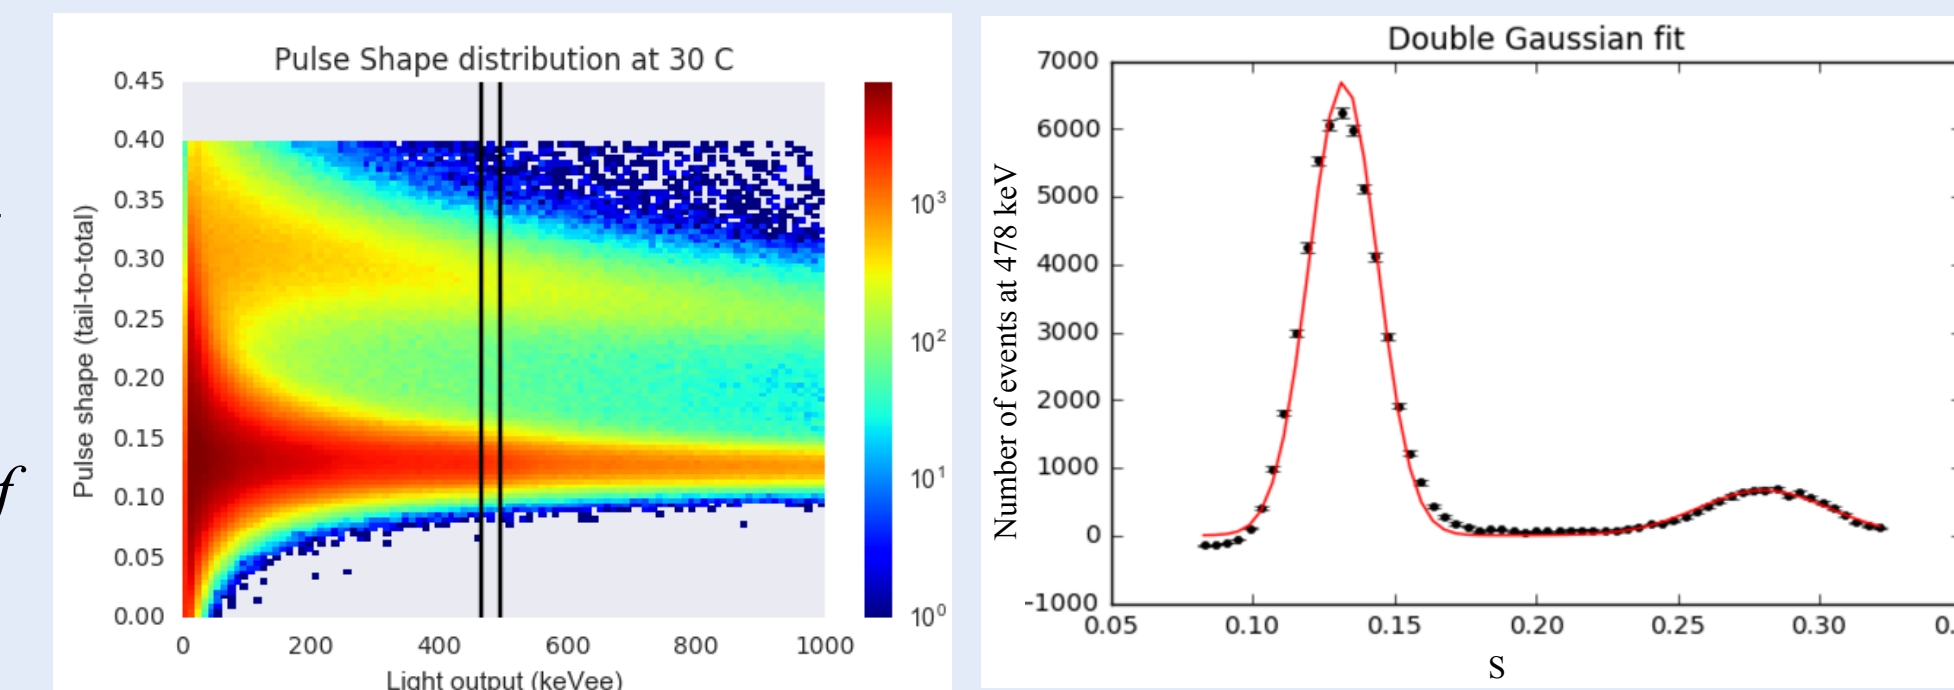 f
Pulse Shape distribution at 30 C
Pulse shape (tail-to-total)
0.45
0.40
0.35
0.30
0.25
0.20
0.15
0.10
0.05
0.00
0 200 400 600 800 1000
Light output (keVee)
10³
10²
10¹
10⁰
Double Gaussian fit
Number of events at 478 keV
7000
6000
5000
4000
3000
2000
1000
0
-1000
0.05 0.10 0.15 0.20 0.25 0.30
S